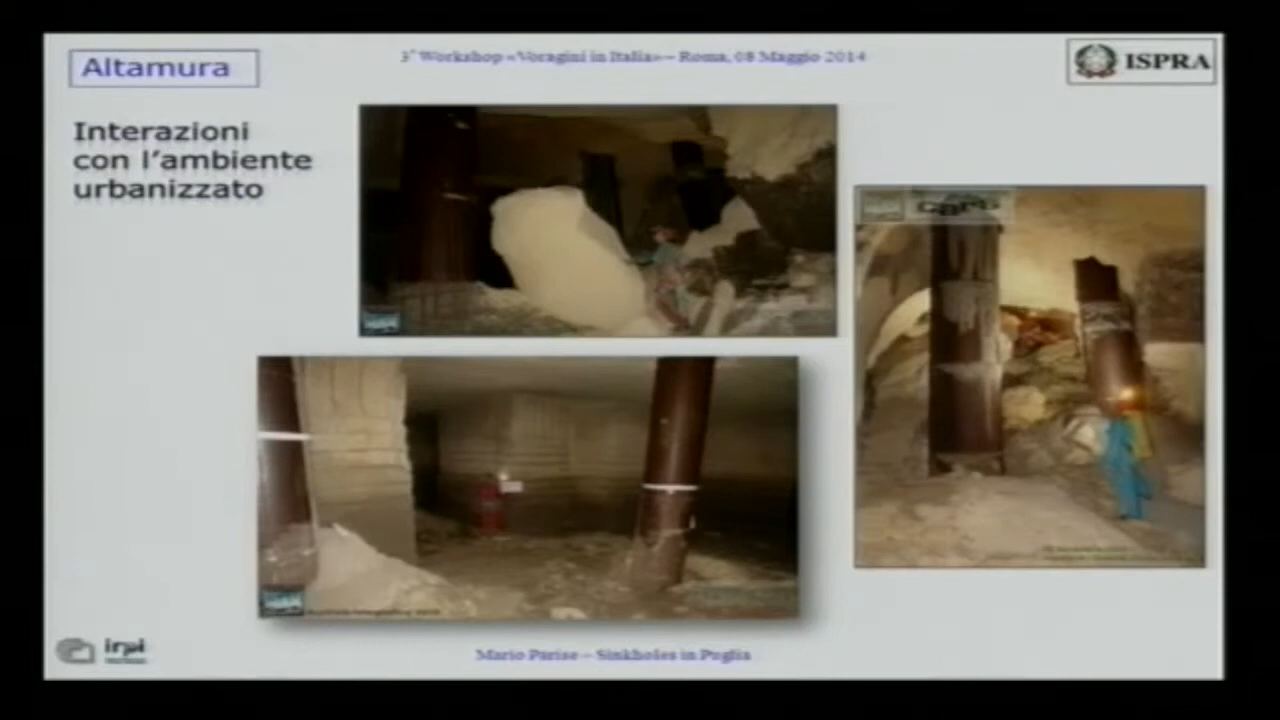 Altamura
3° Workshop «Voragini in Italia» – Roma, 08 Maggio 2014
ISPRA
Interazioni
con l'ambiente
urbanizzato
irpi
Mario Parise – Sinkholes in Puglia